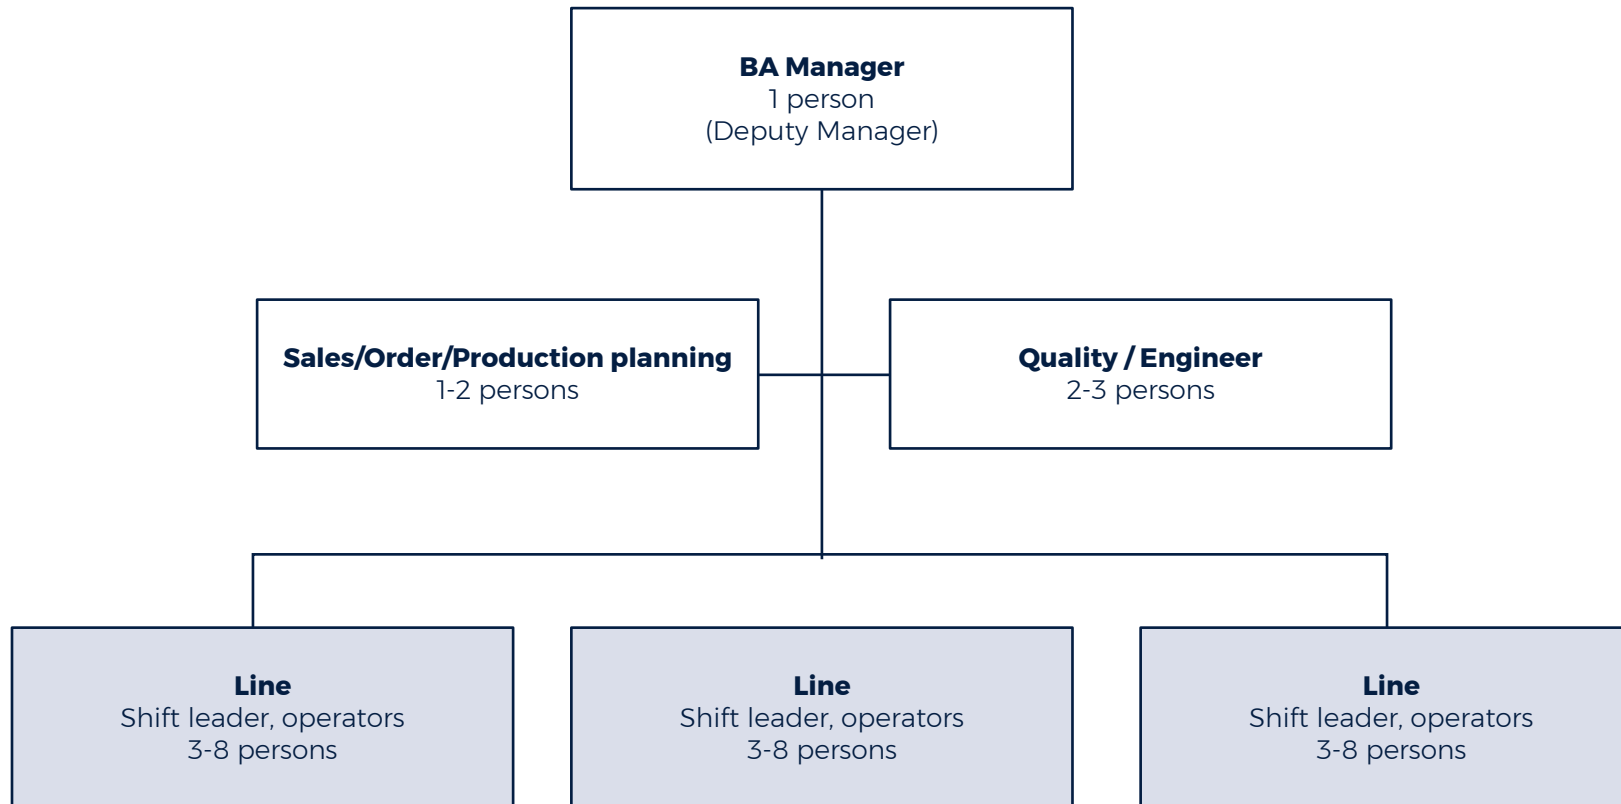 BA Manager
1 person
(Deputy Manager)
Sales/Order/Production planning
1-2 persons
Quality / Engineer
2-3 persons
Line
Shift leader, operators
3-8 persons
Line
Shift leader, operators
3-8 persons
Line
Shift leader, operators
3-8 persons